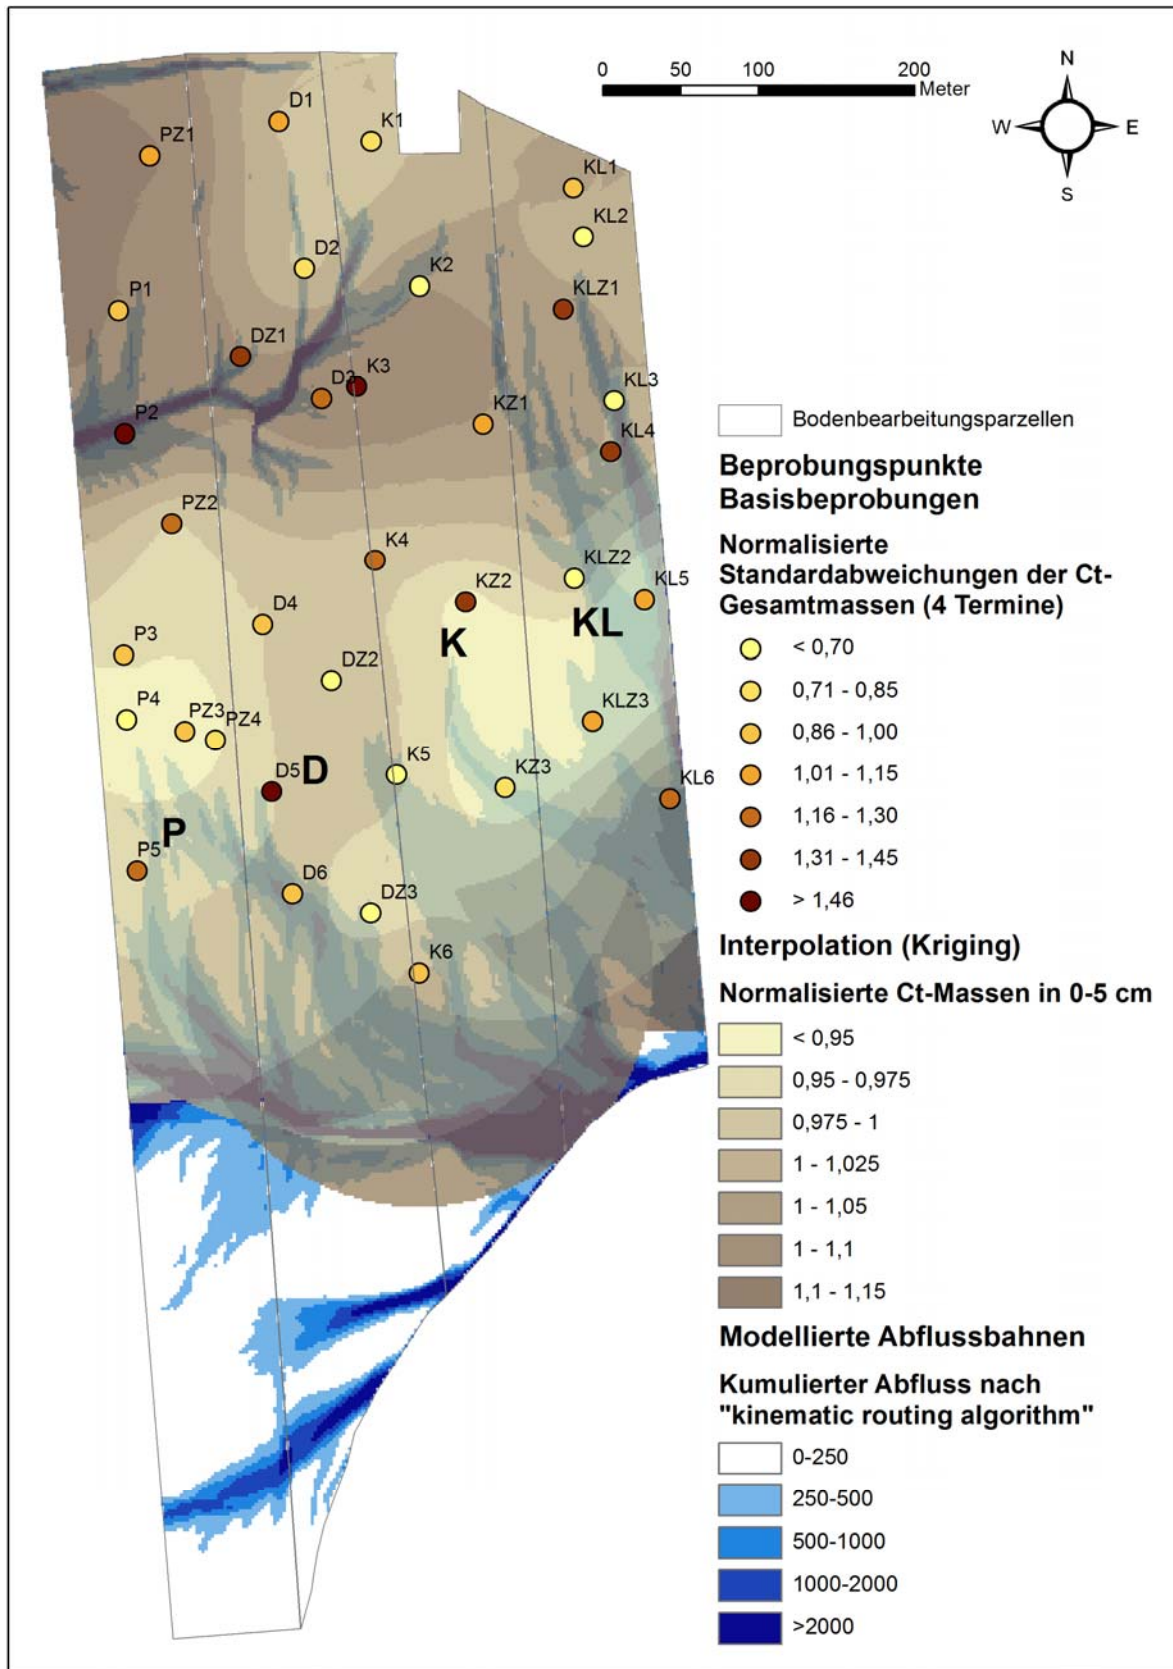 0 50 100 200
Meter
N
W E
S
D1
K1
PZ1
KL1
KL2
D2
K2
P1
KLZ1
DZ1
K3
D3
KL3
P2
KZ1
KL4
PZ2
K4
KLZ2
KL5
KZ2
D4
K
KL
P3
DZ2
P4
PZ3
PZ4
KLZ3
D5
D
K5
KZ3
KL6
P
P5
D6
DZ3
K6
Bodenbearbeitungsparzellen
Beprobungspunkte
Basisbeprobungen
Normalisierte
Standardabweichungen der Ct-
Gesamtmassen (4 Termine)
< 0,70
0,71 - 0,85
0,86 - 1,00
1,01 - 1,15
1,16 - 1,30
1,31 - 1,45
> 1,46
Interpolation (Kriging)
Normalisierte Ct-Massen in 0-5 cm
< 0,95
0,95 - 0,975
0,975 - 1
1 - 1,025
1 - 1,05
1 - 1,1
1,1 - 1,15
Modellierte Abflussbahnen
Kumulierter Abfluss nach
"kinematic routing algorithm"
0-250
250-500
500-1000
1000-2000
>2000